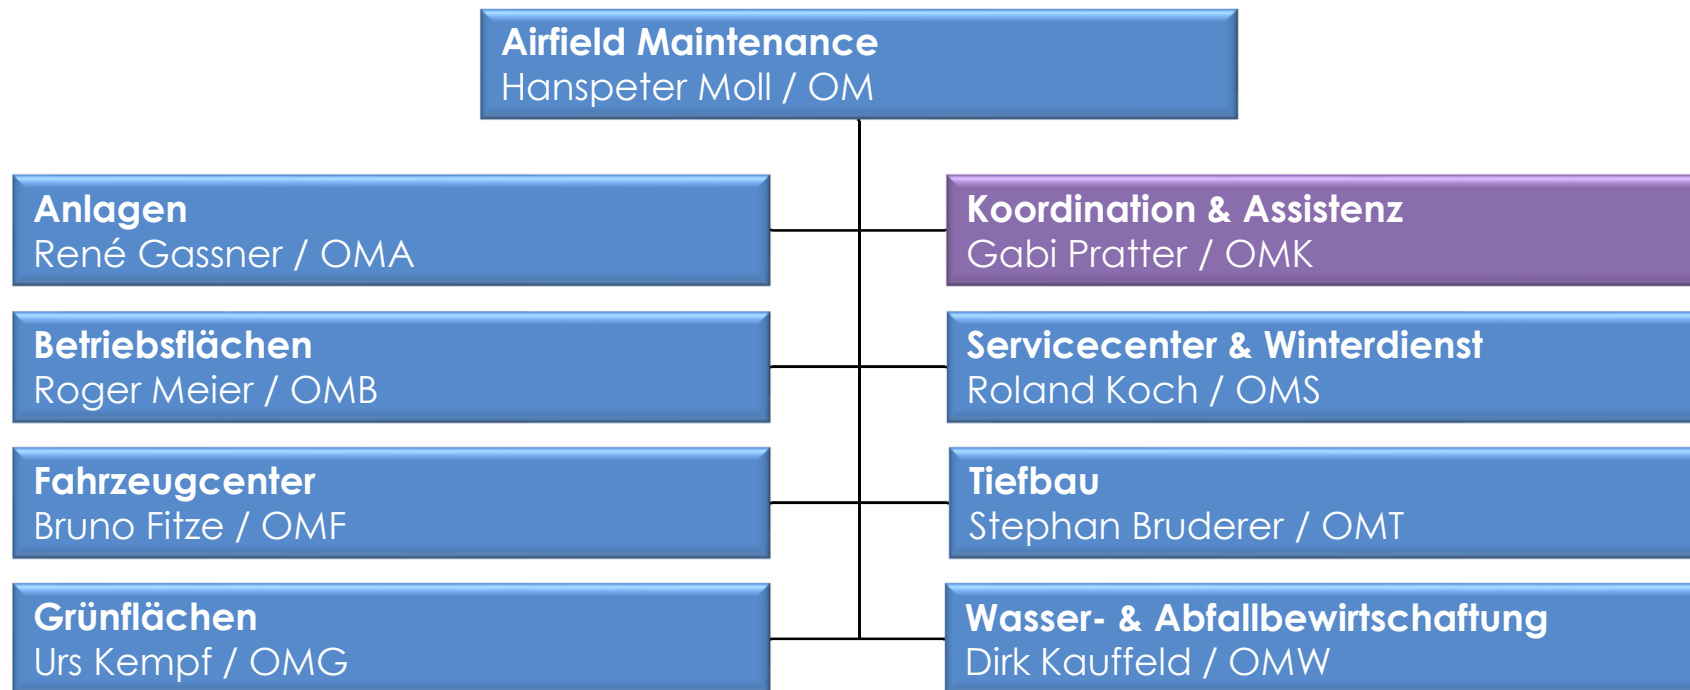 Airfield Maintenance
Hanspeter Moll / OM
Anlagen
René Gassner / OMA
Koordination & Assistenz
Gabi Pratter / OMK
Betriebsflächen
Roger Meier / OMB
Servicecenter & Winterdienst
Roland Koch / OMS
Fahrzeugcenter
Bruno Fitze / OMF
Tiefbau
Stephan Bruderer / OMT
Grünflächen
Urs Kempf / OMG
Wasser- & Abfallbewirtschaftung
Dirk Kauffeld / OMW